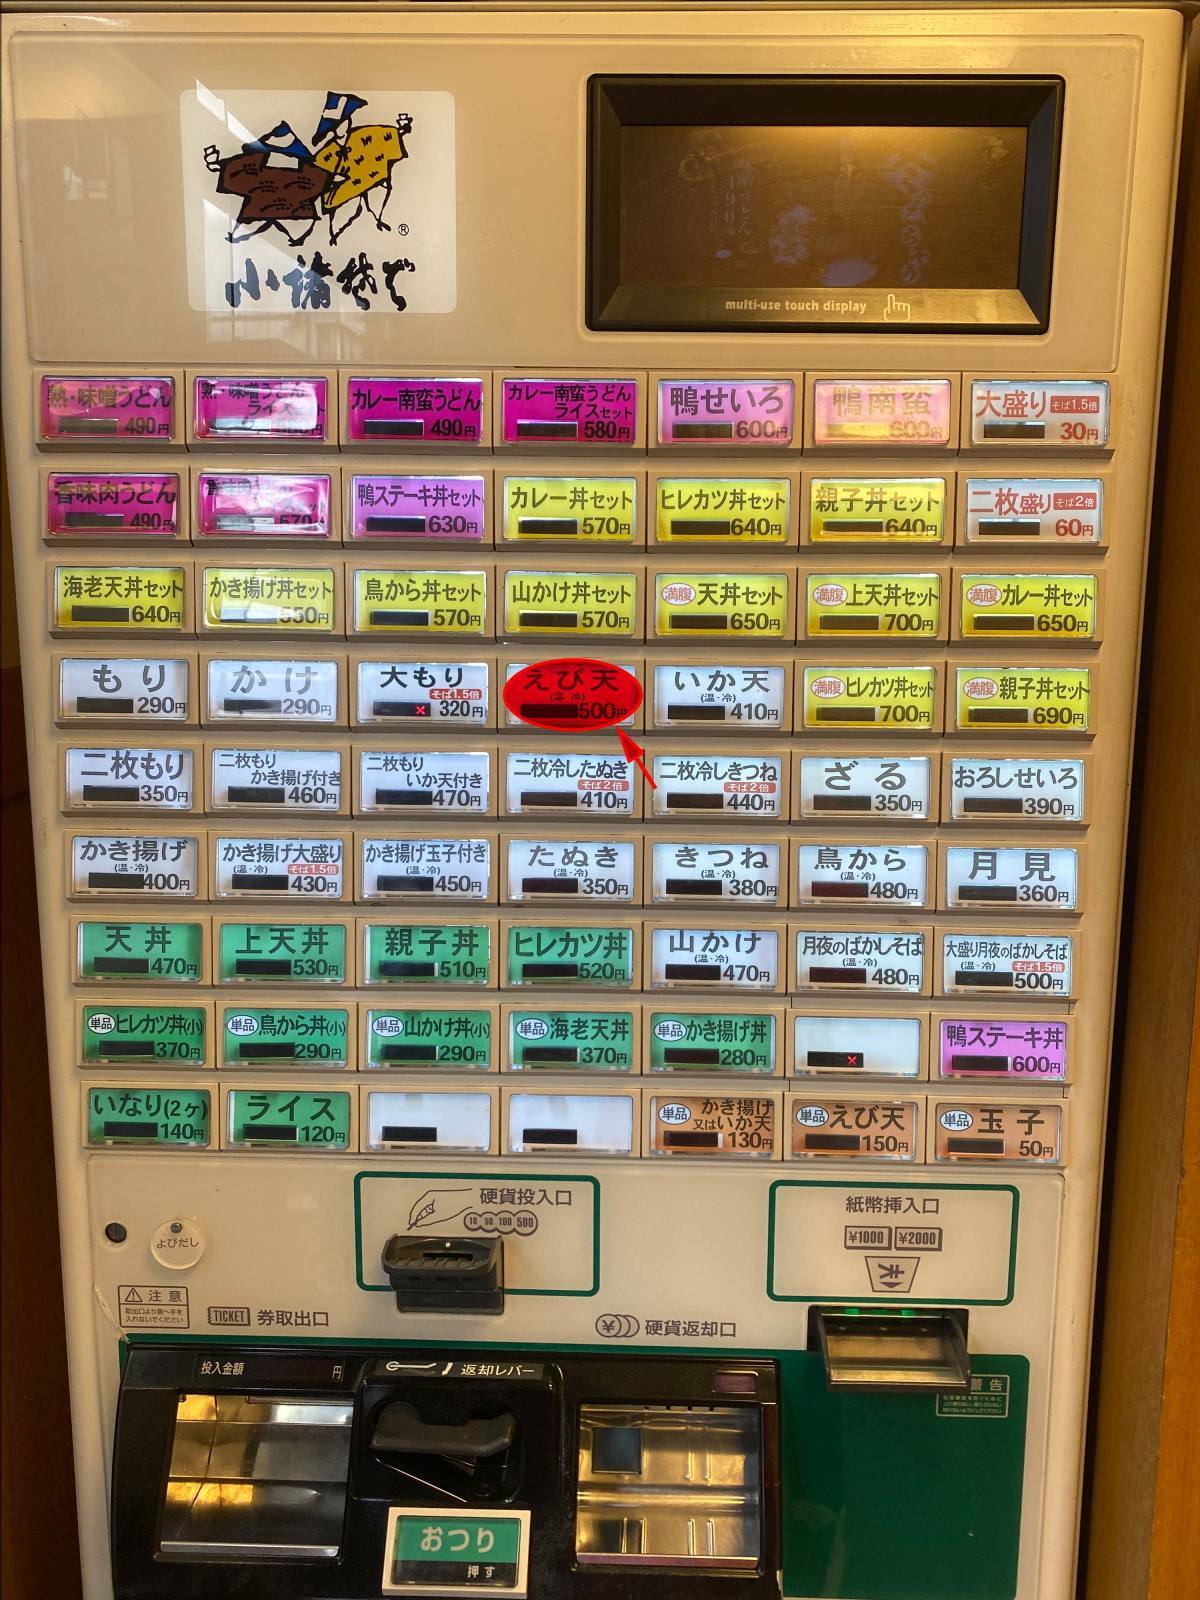 ®
小諸そば
multi-use touch display
熱・味噌うどん
490円
熱・味噌うどん
ライスセット
カレー南蛮うどん
490円
カレー南蛮うどん
ライスセット
580円
鴨せいろ
600円
鴨南蛮
600円
大盛り そば1.5倍
30円
香味肉うどん
490円
570円
鴨ステーキ丼セット
630円
カレー丼セット
570円
ヒレカツ丼セット
640円
親子丼セット
640円
二枚盛り そば2倍
60円
海老天丼セット
640円
かき揚げ丼セット
550円
鳥から丼セット
570円
山かけ丼セット
570円
満腹 天丼セット
650円
満腹 上天丼セット
700円
満腹 カレー丼セット
650円
もり
290円
かけ
290円
大もり
そば1.5倍
× 320円
えび天
(温・冷)
500円
いか天
(温・冷)
410円
満腹 ヒレカツ丼セット
700円
満腹 親子丼セット
690円
二枚もり
350円
二枚もり
かき揚げ付き
460円
二枚もり
いか天付き
470円
二枚冷したぬき
そば2倍
410円
二枚冷しきつね
そば2倍
440円
ざる
350円
おろしせいろ
390円
かき揚げ
(温・冷)
400円
かき揚げ大盛り
(温・冷) そば1.5倍
430円
かき揚げ玉子付き
(温・冷)
450円
たぬき
(温・冷)
350円
きつね
(温・冷)
380円
鳥から
(温・冷)
480円
月見
360円
天丼
470円
上天丼
530円
親子丼
510円
ヒレカツ丼
520円
山かけ
(温・冷)
470円
月夜のばかしそば
(温・冷)
480円
大盛り月夜のばかしそば
(温・冷) そば1.5倍
500円
単品 ヒレカツ丼(小)
370円
単品 鳥から丼(小)
290円
単品 山かけ丼(小)
290円
単品 海老天丼
370円
単品 かき揚げ丼
280円
×
鴨ステーキ丼
600円
いなり(2ヶ)
140円
ライス
120円
単品 かき揚げ
又はいか天
130円
単品 えび天
150円
単品 玉子
50円
よびだし
硬貨投入口
10 50 100 500
紙幣挿入口
¥1000 ¥2000
注意
取出口より奥へ手を
入れないでください
TICKET 券取出口
¥ 硬貨返却口
投入金額 円
返却レバー
警告
おつり
押す